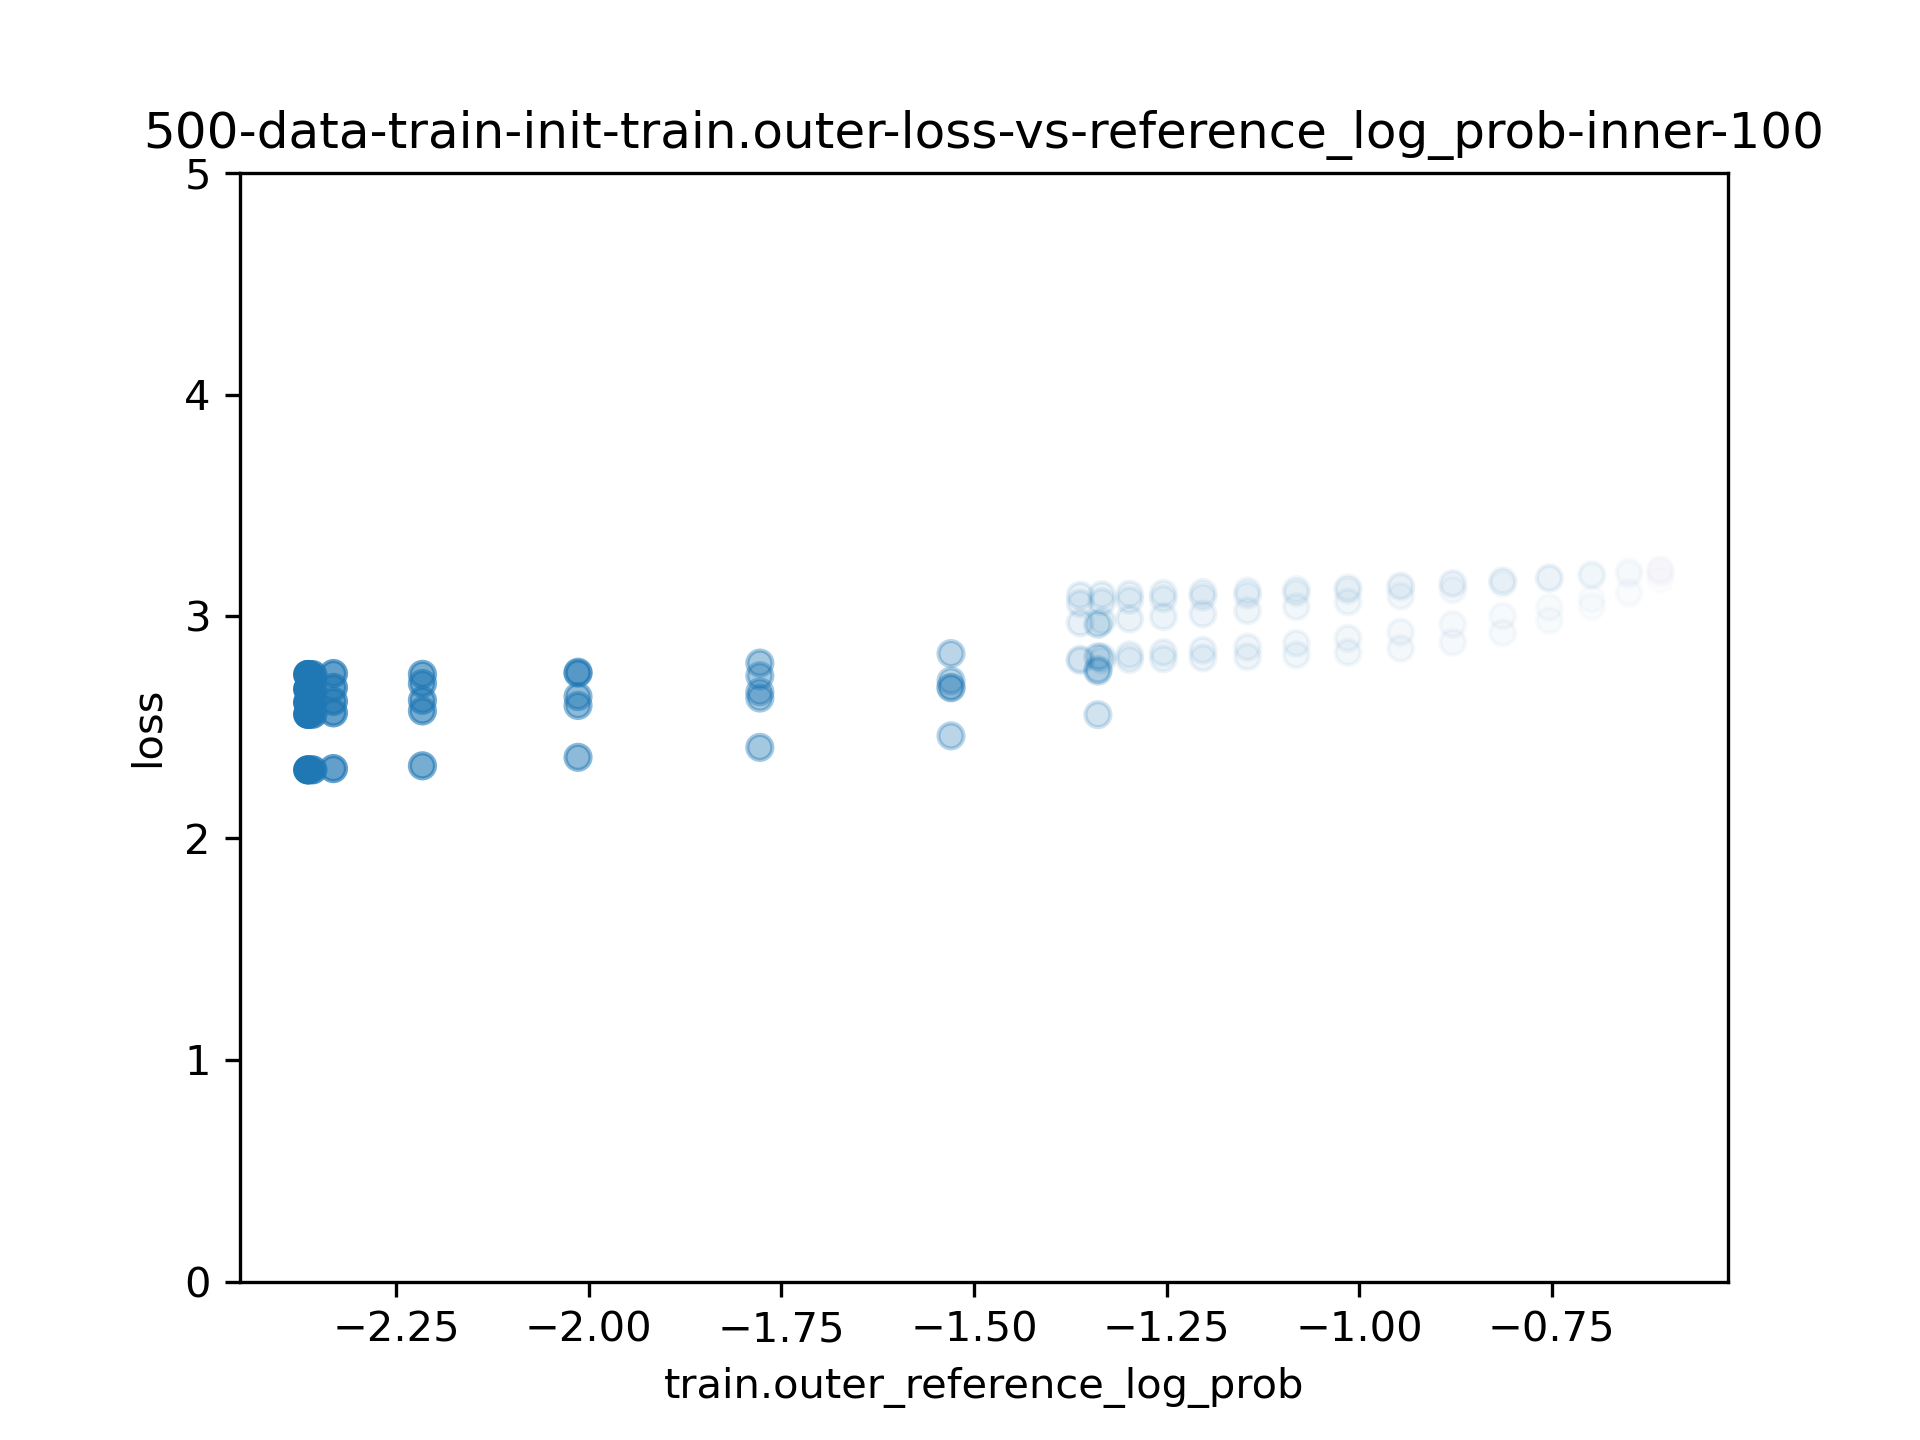 500-data-train-init-train.outer-loss-vs-reference_log_prob-inner-100
5
4
3
2
1
0
loss
−2.25 −2.00 −1.75 −1.50 −1.25 −1.00 −0.75
train.outer_reference_log_prob